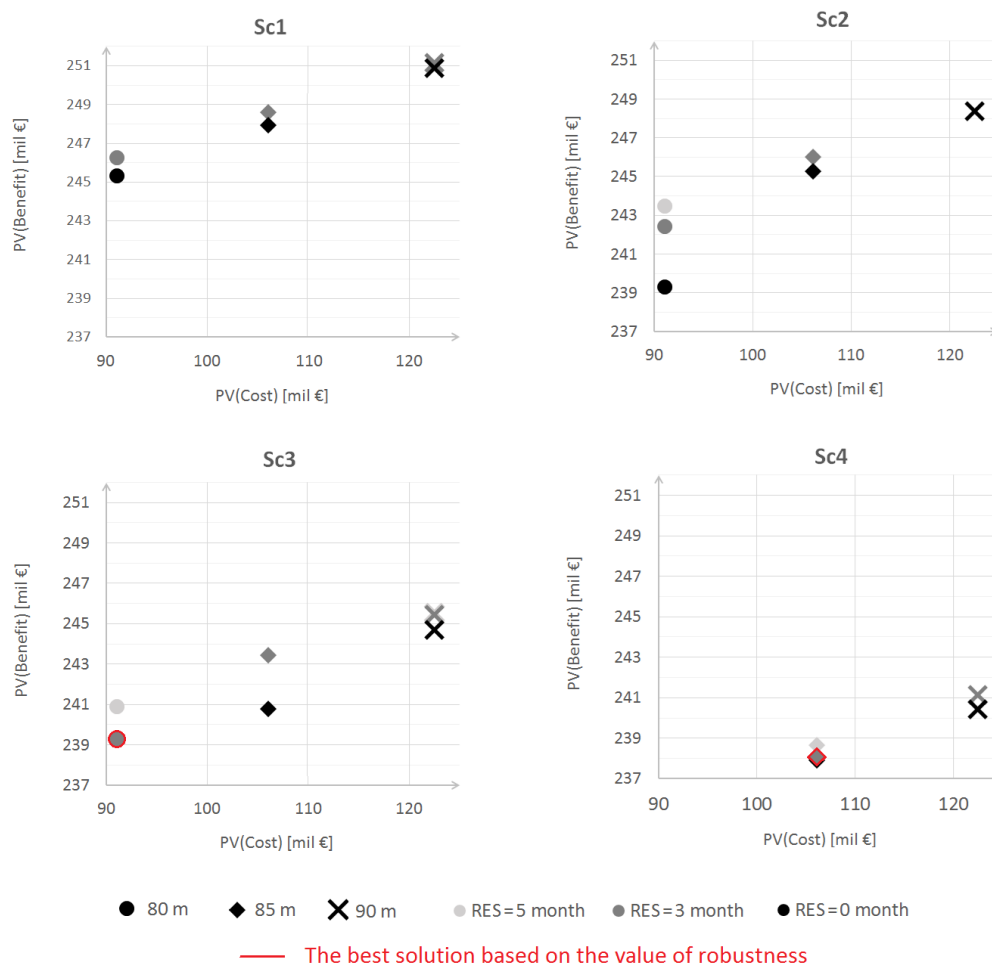 Sc1
251
249
247
245
243
241
239
237
90 100 110 120
PV(Benefit) [mil €]
PV(Cost) [mil €]
Sc2
251
249
247
245
243
241
239
237
90 100 110 120
PV(Benefit) [mil €]
PV(Cost) [mil €]
Sc3
251
249
247
245
243
241
239
237
90 100 110 120
PV(Benefit) [mil €]
PV(Cost) [mil €]
Sc4
251
249
247
245
243
241
239
237
90 100 110 120
PV(Benefit) [mil €]
PV(Cost) [mil €]
80 m 85 m 90 m RES=5 month RES=3 month RES=0 month
The best solution based on the value of robustness